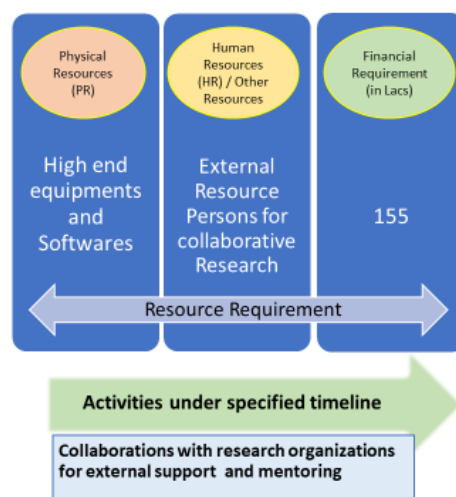 Physical
Resources
(PR)
Human
Resources
(HR) / Other
Resources
Financial
Requirement
(in Lacs)
High end
equipments
and
Softwares
External
Resource
Persons for
collaborative
Research
155
Resource Requirement
Activities under specified timeline
Collaborations with research organizations
for external support and mentoring